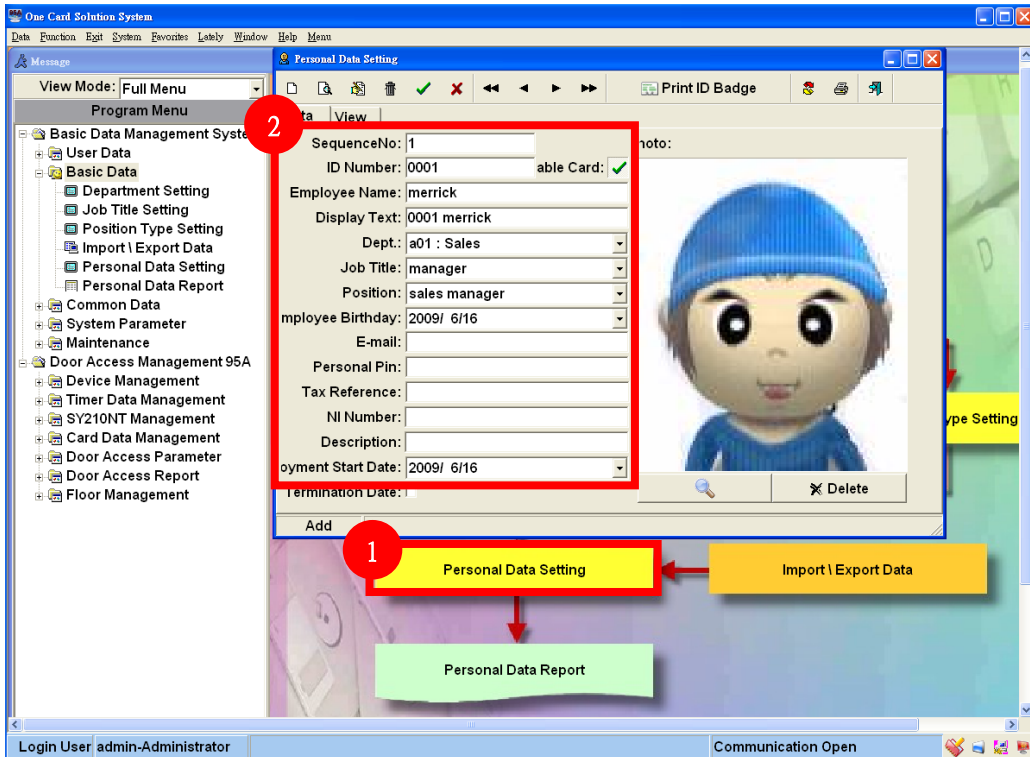 One Card Solution System
Data Function Exit System Favorites Lately Window Help Menu
Message
View Mode: Full Menu
Program Menu
Basic Data Management Syste
User Data
Basic Data
Department Setting
Job Title Setting
Position Type Setting
Import \ Export Data
Personal Data Setting
Personal Data Report
Common Data
System Parameter
Maintenance
Door Access Management 95A
Device Management
Timer Data Management
SY210NT Management
Card Data Management
Door Access Parameter
Door Access Report
Floor Management
Personal Data Setting
Print ID Badge
2
ta View
SequenceNo: 1
ID Number: 0001 able Card:
Employee Name: merrick
Display Text: 0001 merrick
Dept.: a01 : Sales
Job Title: manager
Position: sales manager
mployee Birthday: 2009/ 6/16
E-mail:
Personal Pin:
Tax Reference:
NI Number:
Description:
oyment Start Date: 2009/ 6/16
Termination Date:
hoto:
Delete
Add
1
Personal Data Setting
Import \ Export Data
ype Setting
Personal Data Report
Login User admin-Administrator
Communication Open